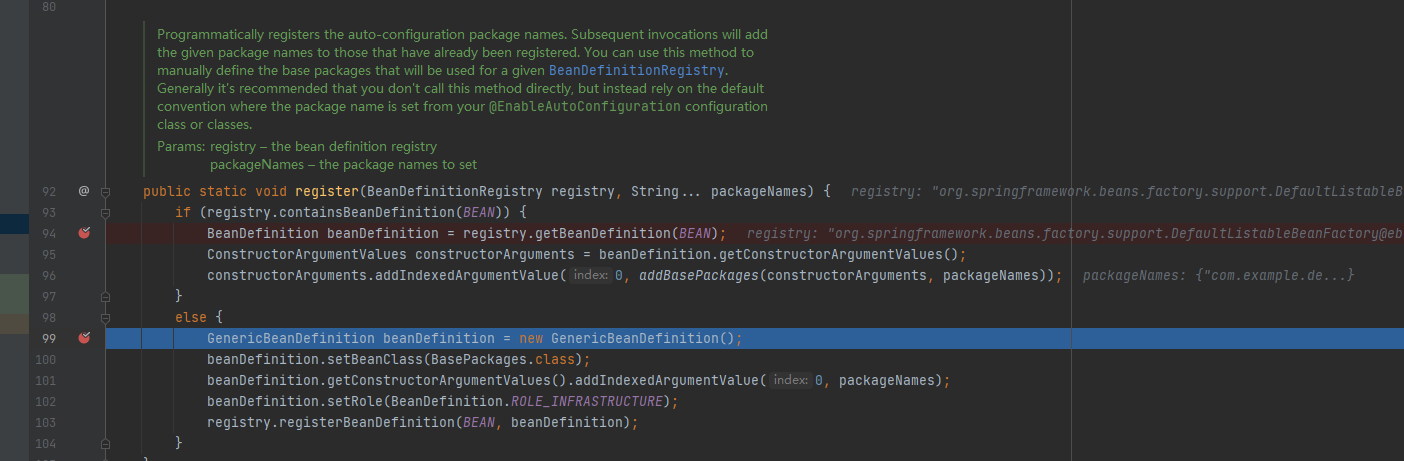 80
Programmatically registers the auto-configuration package names. Subsequent invocations will add
the given package names to those that have already been registered. You can use this method to
manually define the base packages that will be used for a given BeanDefinitionRegistry.
Generally it's recommended that you don't call this method directly, but instead rely on the default
convention where the package name is set from your @EnableAutoConfiguration configuration
class or classes.
Params: registry – the bean definition registry
packageNames – the package names to set
92 @ public static void register(BeanDefinitionRegistry registry, String... packageNames) { registry: "org.springframework.beans.factory.support.DefaultListableB
93 if (registry.containsBeanDefinition(BEAN)) {
94 BeanDefinition beanDefinition = registry.getBeanDefinition(BEAN); registry: "org.springframework.beans.factory.support.DefaultListableBeanFactory@eb
95 ConstructorArgumentValues constructorArguments = beanDefinition.getConstructorArgumentValues();
96 constructorArguments.addIndexedArgumentValue( index: 0, addBasePackages(constructorArguments, packageNames)); packageNames: {"com.example.de...}
97 }
98 else {
99 GenericBeanDefinition beanDefinition = new GenericBeanDefinition();
100 beanDefinition.setBeanClass(BasePackages.class);
101 beanDefinition.getConstructorArgumentValues().addIndexedArgumentValue( index: 0, packageNames);
102 beanDefinition.setRole(BeanDefinition.ROLE_INFRASTRUCTURE);
103 registry.registerBeanDefinition(BEAN, beanDefinition);
104 }